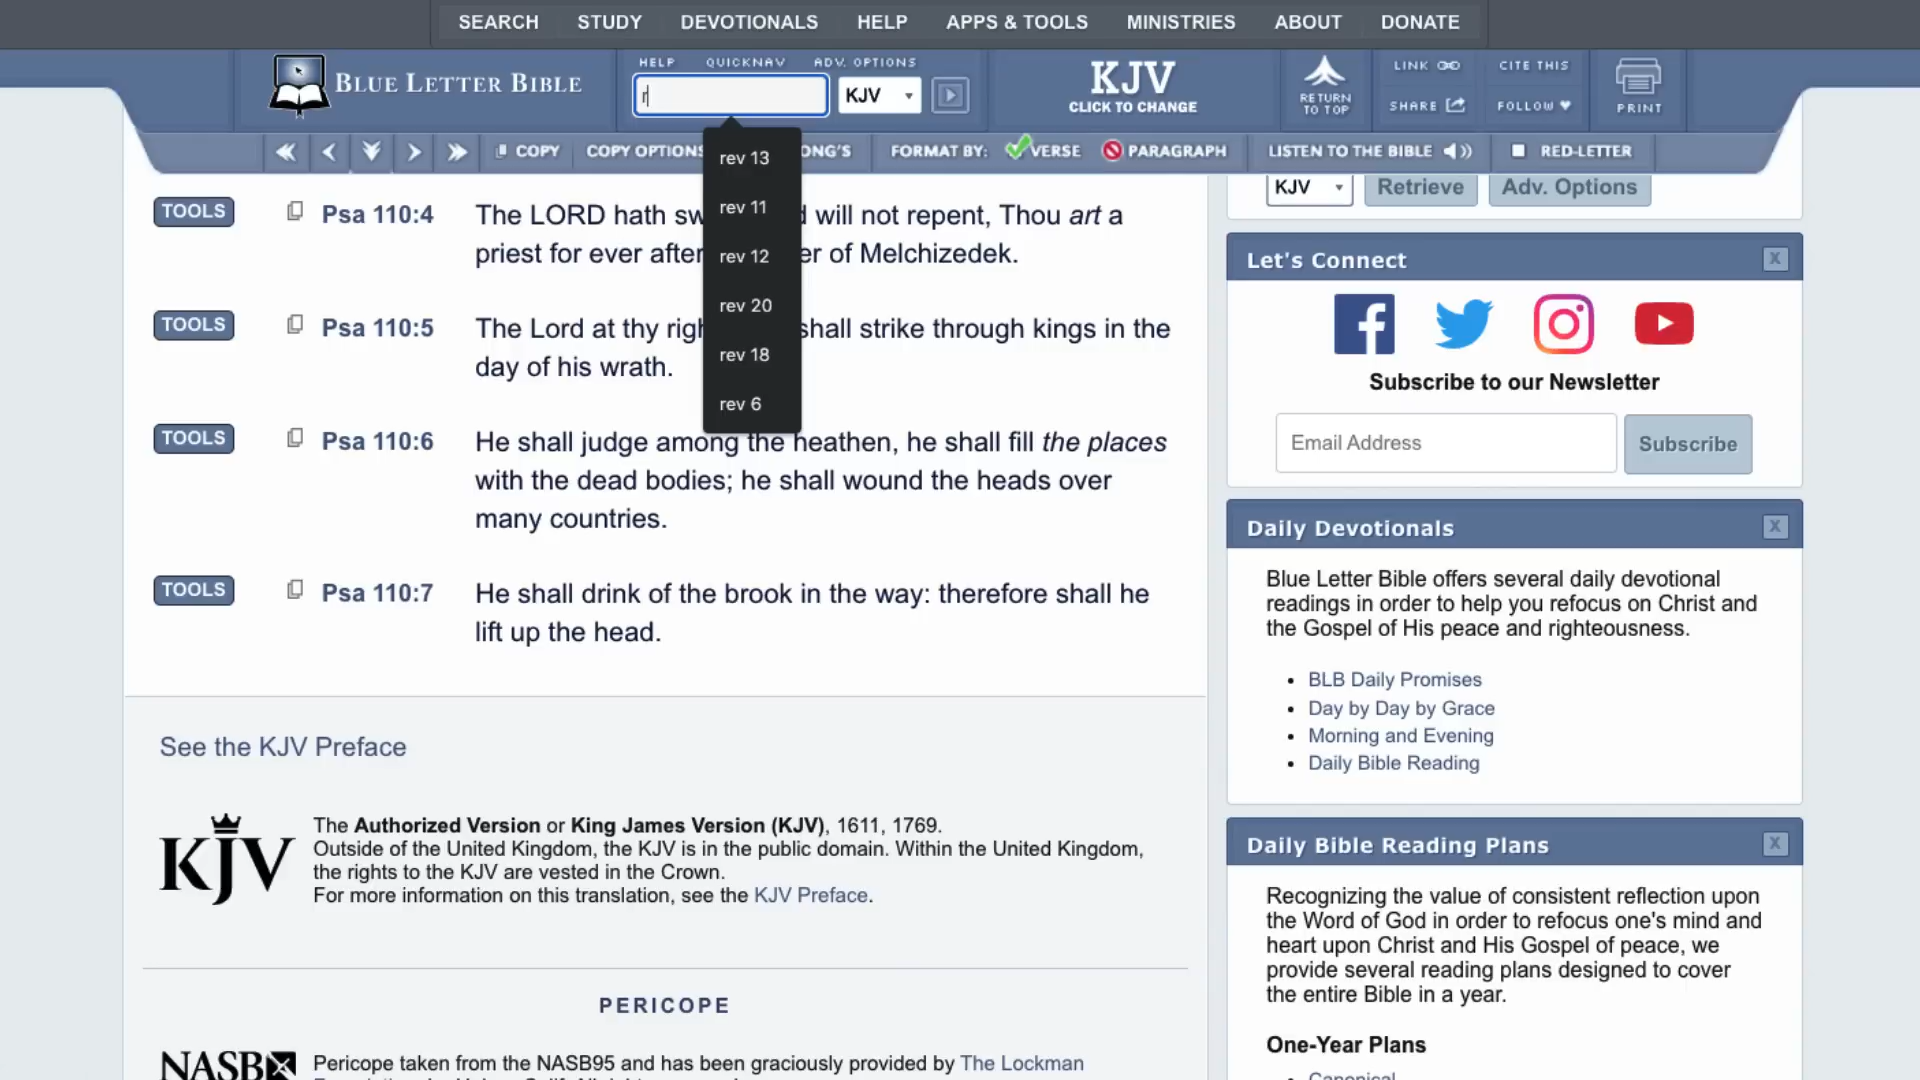 SEARCH STUDY DEVOTIONALS HELP APPS & TOOLS MINISTRIES ABOUT DONATE
BLUE LETTER BIBLE
HELP QUICKNAV ADV. OPTIONS
r
KJV
KJV
CLICK TO CHANGE
RETURN
TO TOP
LINK
SHARE
CITE THIS
FOLLOW
PRINT
COPY COPY OPTIONS ONG'S FORMAT BY: VERSE PARAGRAPH LISTEN TO THE BIBLE RED-LETTER
rev 13
rev 11
rev 12
rev 20
rev 18
rev 6
TOOLS Psa 110:4 The LORD hath sw will not repent, Thou art a
priest for ever after er of Melchizedek.
TOOLS Psa 110:5 The Lord at thy righ shall strike through kings in the
day of his wrath.
TOOLS Psa 110:6 He shall judge among the heathen, he shall fill the places
with the dead bodies; he shall wound the heads over
many countries.
TOOLS Psa 110:7 He shall drink of the brook in the way: therefore shall he
lift up the head.
See the KJV Preface
KJV
The Authorized Version or King James Version (KJV), 1611, 1769.
Outside of the United Kingdom, the KJV is in the public domain. Within the United Kingdom,
the rights to the KJV are vested in the Crown.
For more information on this translation, see the KJV Preface.
PERICOPE
NASB
Pericope taken from the NASB95 and has been graciously provided by The Lockman
KJV Retrieve Adv. Options
Let's Connect X
Subscribe to our Newsletter
Email Address Subscribe
Daily Devotionals X
Blue Letter Bible offers several daily devotional
readings in order to help you refocus on Christ and
the Gospel of His peace and righteousness.
• BLB Daily Promises
• Day by Day by Grace
• Morning and Evening
• Daily Bible Reading
Daily Bible Reading Plans X
Recognizing the value of consistent reflection upon
the Word of God in order to refocus one's mind and
heart upon Christ and His Gospel of peace, we
provide several reading plans designed to cover
the entire Bible in a year.
One-Year Plans
• Canonical